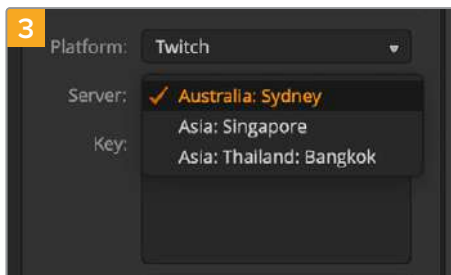 3
Platform: Twitch
Server: ✓ Australia: Sydney
Asia: Singapore
Key:
Asia: Thailand: Bangkok